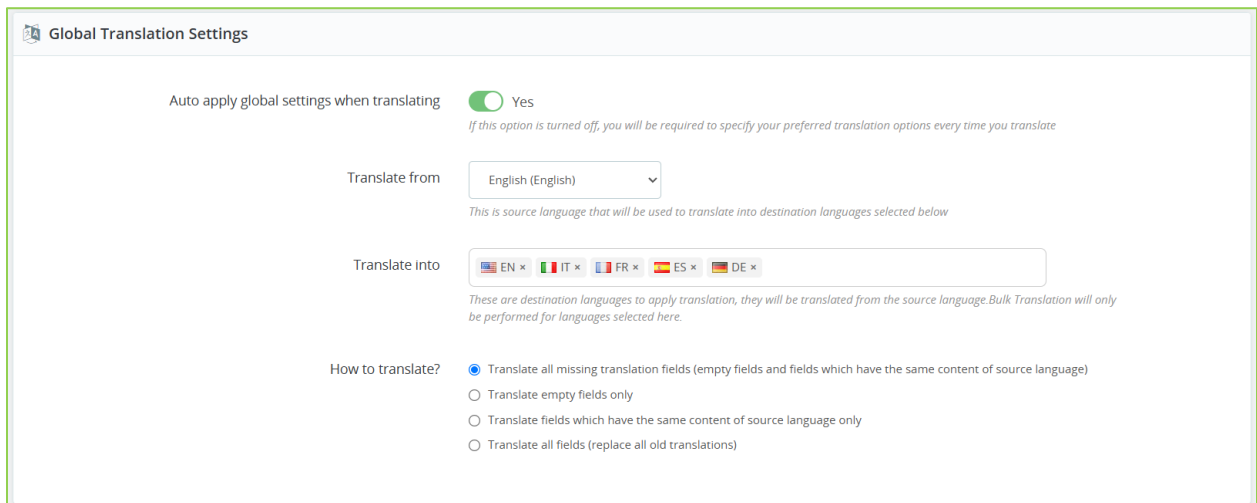 Global Translation Settings
Auto apply global settings when translating
Yes
If this option is turned off, you will be required to specify your preferred translation options every time you translate
Translate from
English (English)
This is source language that will be used to translate into destination languages selected below
Translate into
EN × IT × FR × ES × DE ×
These are destination languages to apply translation, they will be translated from the source language.Bulk Translation will only
be performed for languages selected here.
How to translate?
Translate all missing translation fields (empty fields and fields which have the same content of source language)
Translate empty fields only
Translate fields which have the same content of source language only
Translate all fields (replace all old translations)